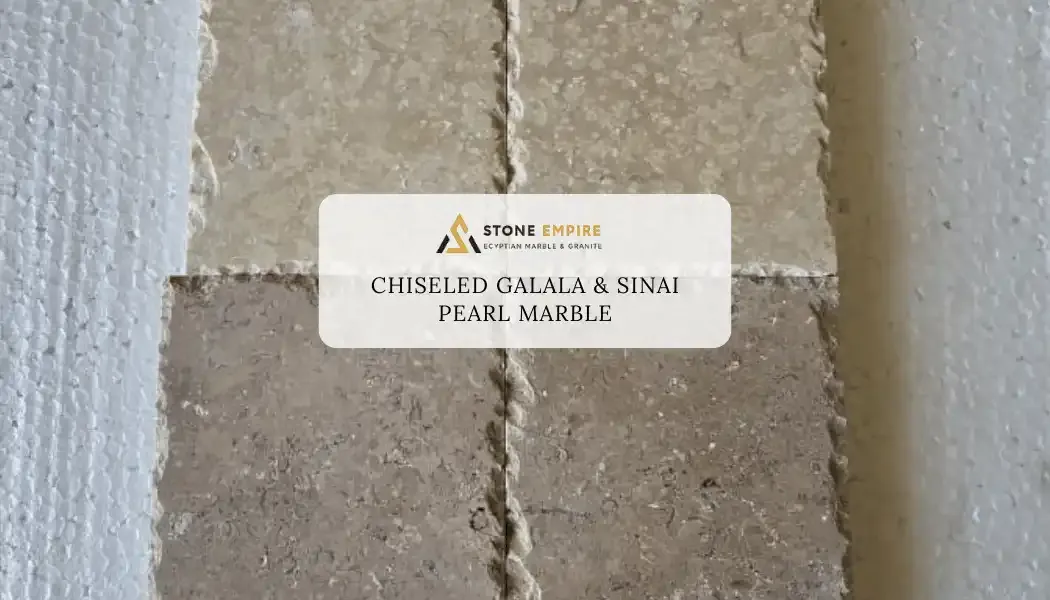 STONE EMPIRE
EGYPTIAN MARBLE & GRANITE
CHISELED GALALA & SINAI
PEARL MARBLE